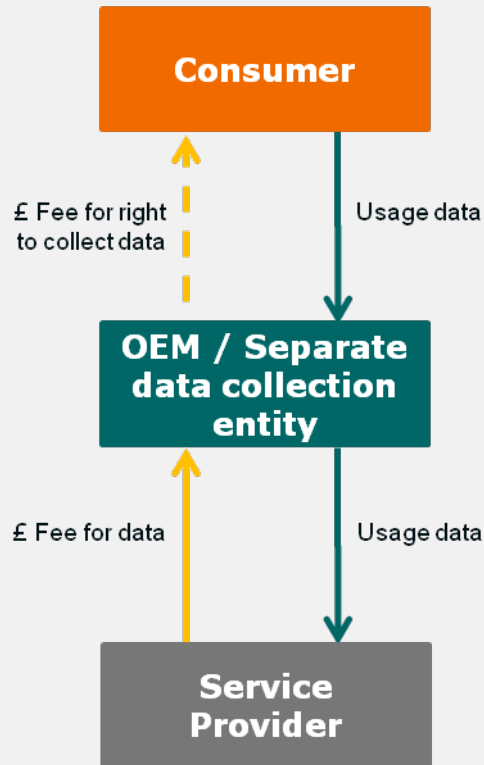 Consumer
£ Fee for right
to collect data
Usage data
OEM / Separate
data collection
entity
£ Fee for data
Usage data
Service
Provider